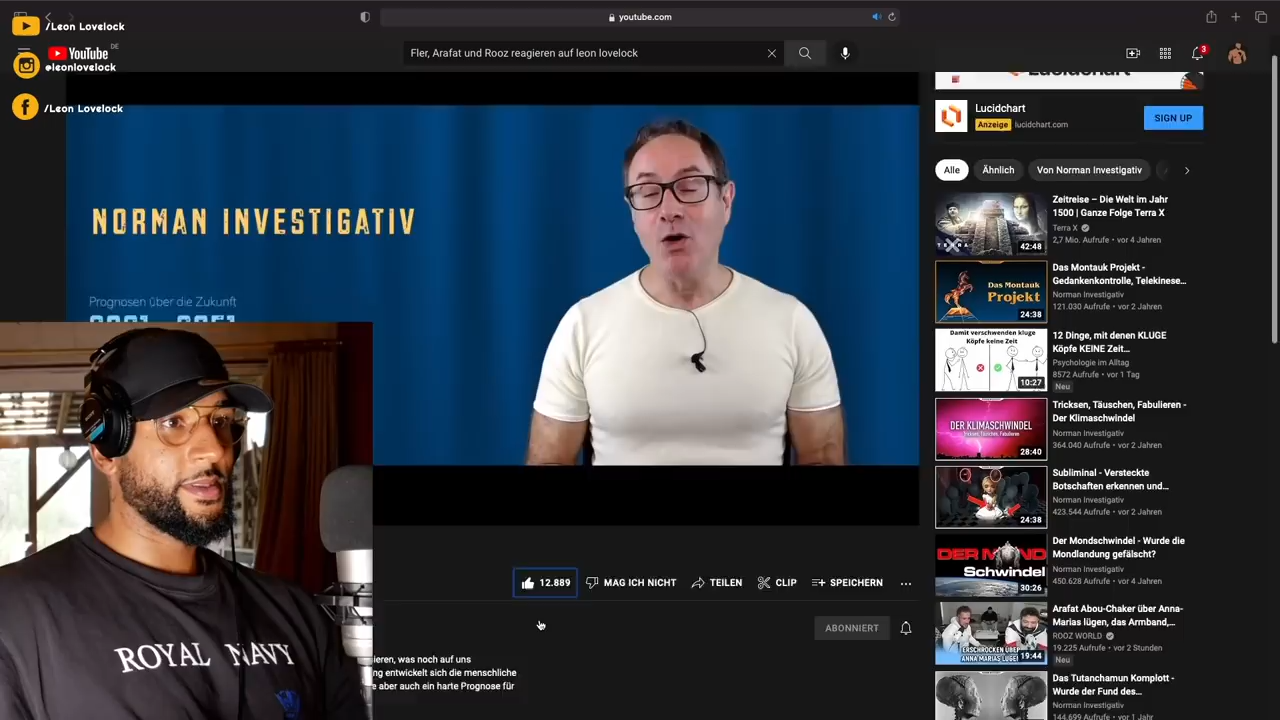 /Leon Lovelock
youtube.com
YouTube DE
Fler, Arafat und Rooz reagieren auf leon lovelock
3
@leonlovelock
/Leon Lovelock
Lucidchart
Anzeige lucidchart.com
SIGN UP
Alle
Ähnlich
Von Norman Investigativ
NORMAN INVESTIGATIV
Prognosen über die Zukunft
Zeitreise – Die Welt im Jahr
1500 | Ganze Folge Terra X
Terra X
2,7 Mio. Aufrufe • vor 4 Jahren
42:48
Das Montauk Projekt -
Gedankenkontrolle, Telekinese...
Norman Investigativ
121.030 Aufrufe • vor 2 Jahren
Das Montauk
Projekt
24:38
12 Dinge, mit denen KLUGE
Köpfe KEINE Zeit...
Psychologie im Alltag
8572 Aufrufe • vor 1 Tag
Neu
Damit verschwenden kluge
Köpfe keine Zeit
10:27
Tricksen, Täuschen, Fabulieren -
Der Klimaschwindel
Norman Investigativ
364.040 Aufrufe • vor 2 Jahren
DER KLIMASCHWINDEL
Tricksen, Täuschen, Fabulieren
28:40
Subliminal - Versteckte
Botschaften erkennen und...
Norman Investigativ
423.544 Aufrufe • vor 2 Jahren
24:38
Der Mondschwindel - Wurde die
Mondlandung gefälscht?
Norman Investigativ
450.628 Aufrufe • vor 4 Jahren
DER MOND
Schwindel
30:26
Arafat Abou-Chaker über Anna-
Marias lügen, das Armband,...
ROOZ WORLD
19.225 Aufrufe • vor 2 Stunden
Neu
ERSCHROCKEN ÜBER
ANNA MARIAS LÜGEN
19:44
Das Tutanchamun Komplott -
Wurde der Fund des...
Norman Investigativ
144.699 Aufrufe • vor 1 Jahr
12.889
MAG ICH NICHT
TEILEN
CLIP
SPEICHERN
ABONNIERT
ieren, was noch auf uns
ng entwickelt sich die menschliche
e aber auch ein harte Prognose für
ROYAL NAVY